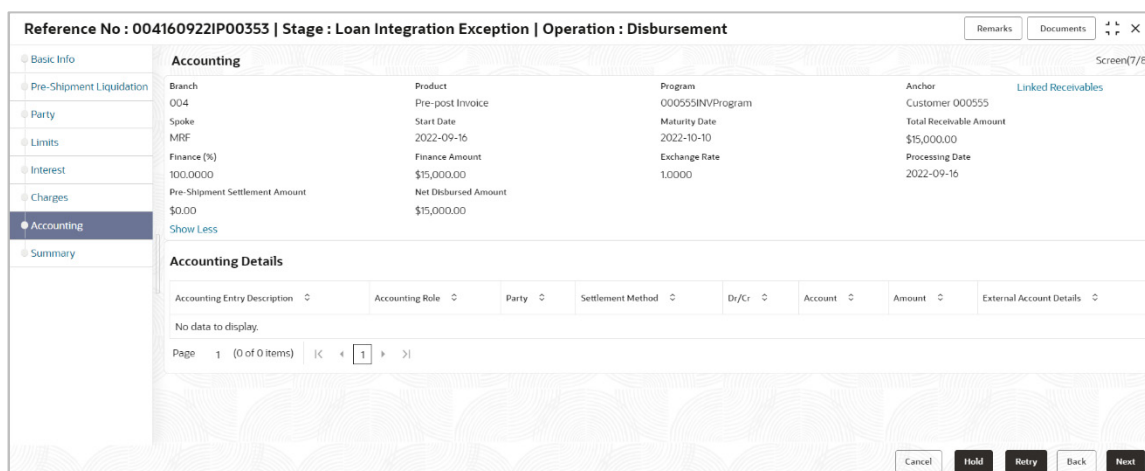 Reference No : 004160922IP00353 | Stage : Loan Integration Exception | Operation : Disbursement
Remarks
Documents
Basic Info
Pre-Shipment Liquidation
Party
Limits
Interest
Charges
Accounting
Summary
Accounting
Screen(7/8
Branch Product Program Anchor Linked Receivables
004 Pre-post Invoice 000555INVProgram Customer 000555
Spoke Start Date Maturity Date Total Receivable Amount
MRF 2022-09-16 2022-10-10 $15,000.00
Finance (%) Finance Amount Exchange Rate Processing Date
100.0000 $15,000.00 1.0000 2022-09-16
Pre-Shipment Settlement Amount Net Disbursed Amount
$0.00 $15,000.00
Show Less
Accounting Details
Accounting Entry Description Accounting Role Party Settlement Method Dr/Cr Account Amount External Account Details
No data to display.
Page 1 (0 of 0 items) 1
Cancel Hold Retry Back Next